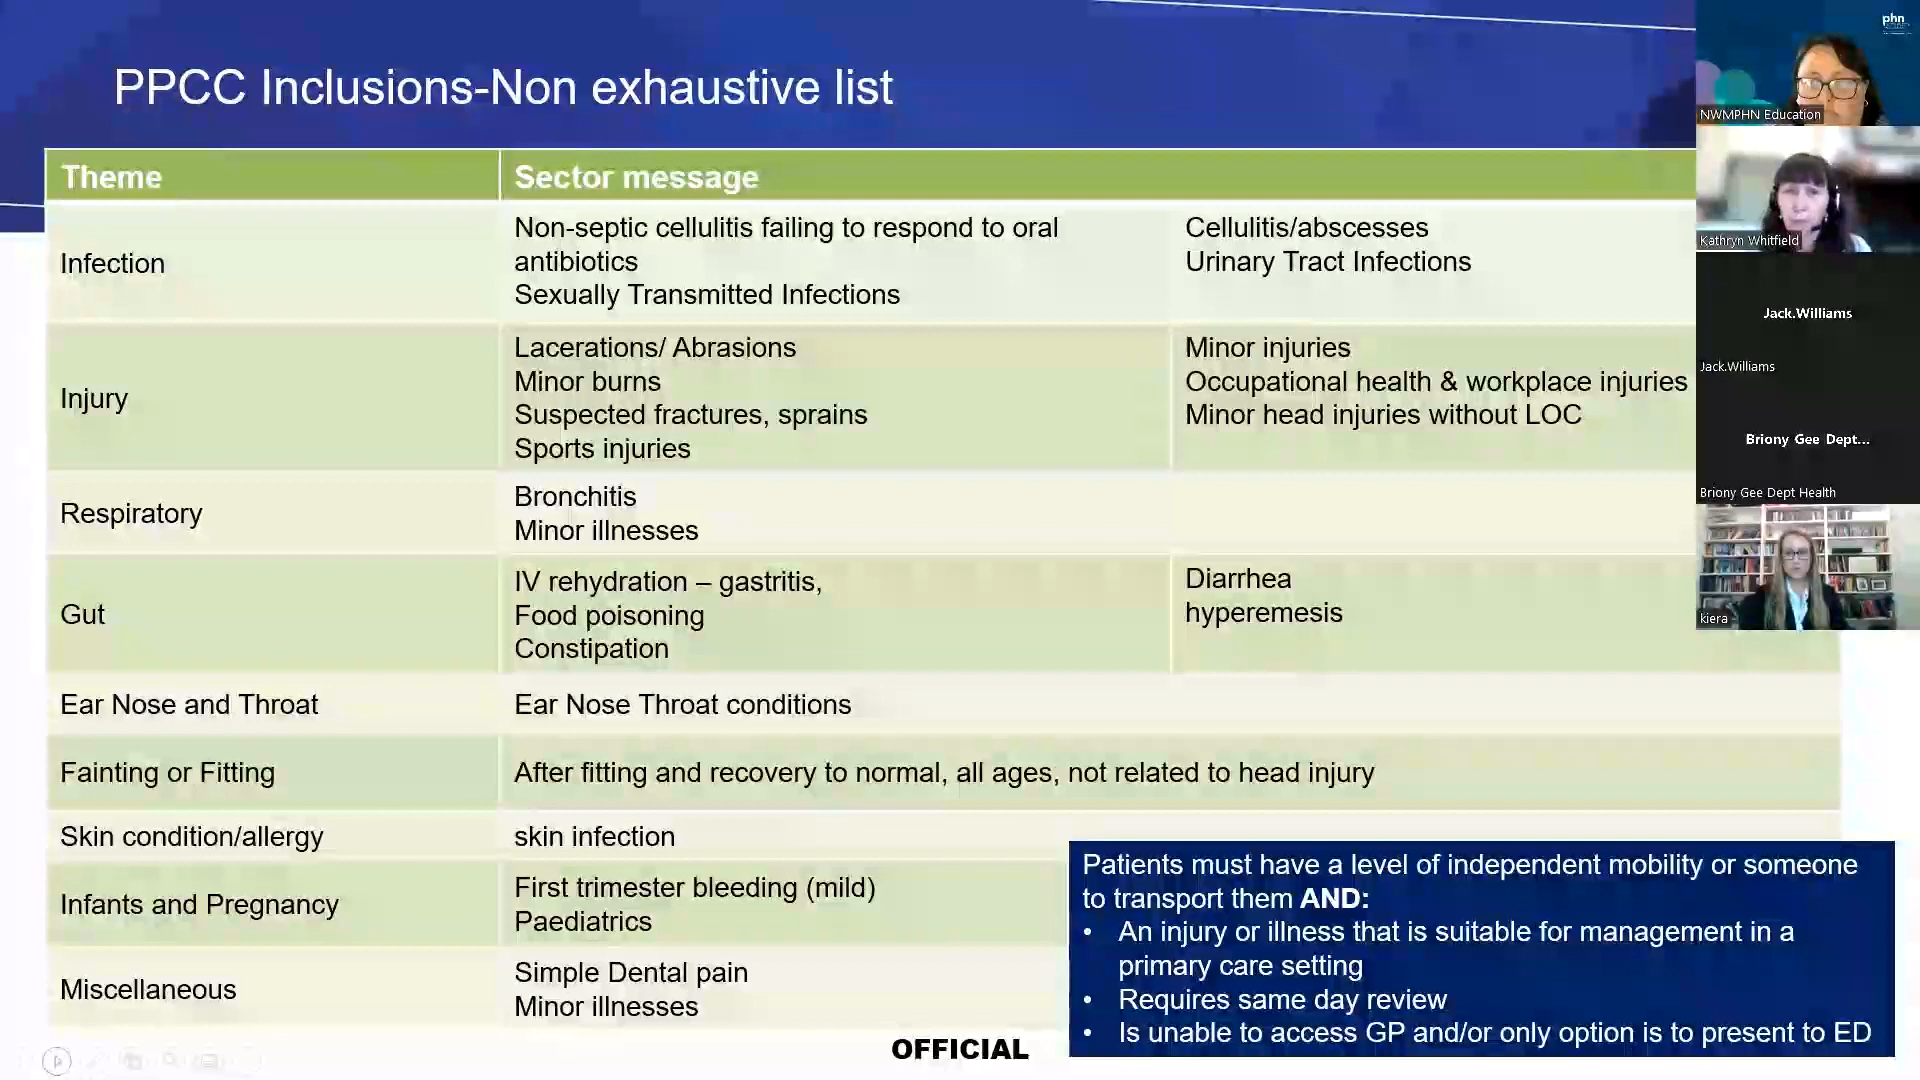 PPCC Inclusions-Non exhaustive list
Theme
Sector message
Infection
Non-septic cellulitis failing to respond to oral
antibiotics
Sexually Transmitted Infections
Cellulitis/abscesses
Urinary Tract Infections
Injury
Lacerations/ Abrasions
Minor burns
Suspected fractures, sprains
Sports injuries
Minor injuries
Occupational health & workplace injuries
Minor head injuries without LOC
Respiratory
Bronchitis
Minor illnesses
Gut
IV rehydration – gastritis,
Food poisoning
Constipation
Diarrhea
hyperemesis
Ear Nose and Throat
Ear Nose Throat conditions
Fainting or Fitting
After fitting and recovery to normal, all ages, not related to head injury
Skin condition/allergy
skin infection
Infants and Pregnancy
First trimester bleeding (mild)
Paediatrics
Miscellaneous
Simple Dental pain
Minor illnesses
Patients must have a level of independent mobility or someone
to transport them AND:
• An injury or illness that is suitable for management in a
primary care setting
• Requires same day review
• Is unable to access GP and/or only option is to present to ED
OFFICIAL
phn
NWMPHN Education
Kathryn Whitfield
Jack.Williams
Jack.Williams
Briony Gee Dept...
Briony Gee Dept Health
kiera